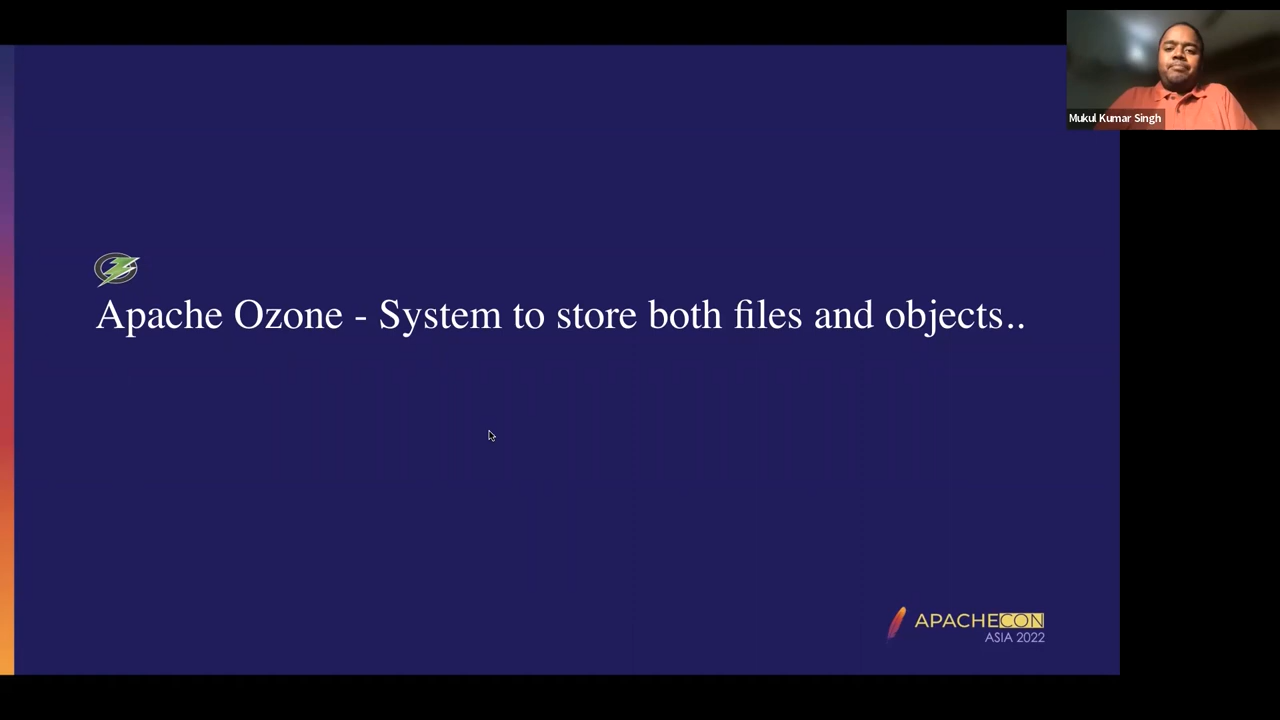 Mukul Kumar Singh
Apache Ozone - System to store both files and objects..
APACHECON
ASIA 2022